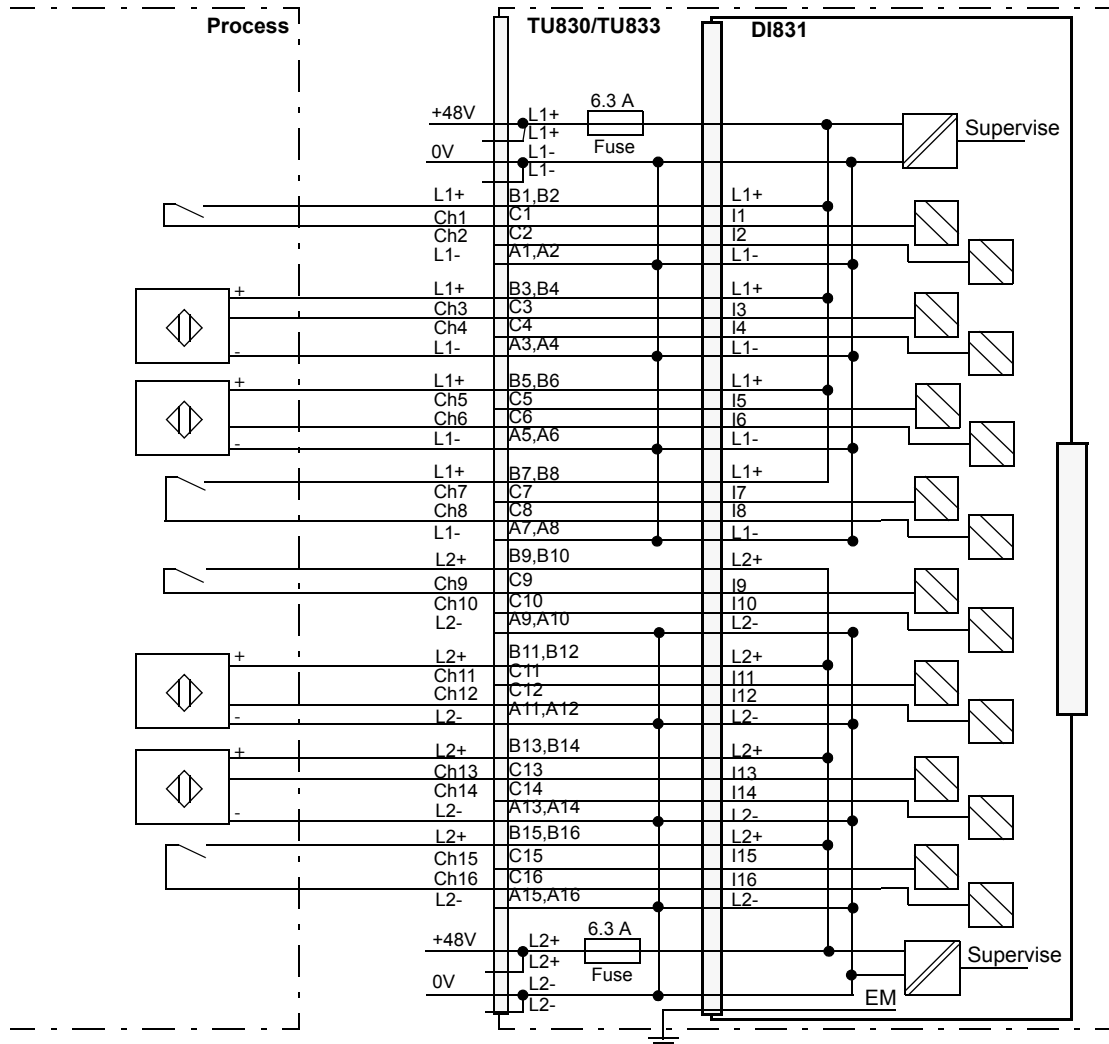 Process TU830/TU833 DI831
6.3 A
+48V L1+
L1+ Fuse Supervise
0V L1-
L1-
L1+ B1,B2 L1+
Ch1 C1 I1
Ch2 C2 I2
L1- A1,A2 L1-
+ L1+ B3,B4 L1+
Ch3 C3 I3
Ch4 C4 I4
- L1- A3,A4 L1-
+ L1+ B5,B6 L1+
Ch5 C5 I5
Ch6 C6 I6
- L1- A5,A6 L1-
L1+ B7,B8 L1+
Ch7 C7 I7
Ch8 C8 I8
L1- A7,A8 L1-
L2+ B9,B10 L2+
Ch9 C9 I9
Ch10 C10 I10
L2- A9,A10 L2-
+ L2+ B11,B12 L2+
Ch11 C11 I11
Ch12 C12 I12
- L2- A11,A12 L2-
+ L2+ B13,B14 L2+
Ch13 C13 I13
Ch14 C14 I14
- L2- A13,A14 L2-
L2+ B15,B16 L2+
Ch15 C15 I15
Ch16 C16 I16
L2- A15,A16 L2-
6.3 A
+48V L2+
L2+ Fuse Supervise
0V L2-
L2- EM